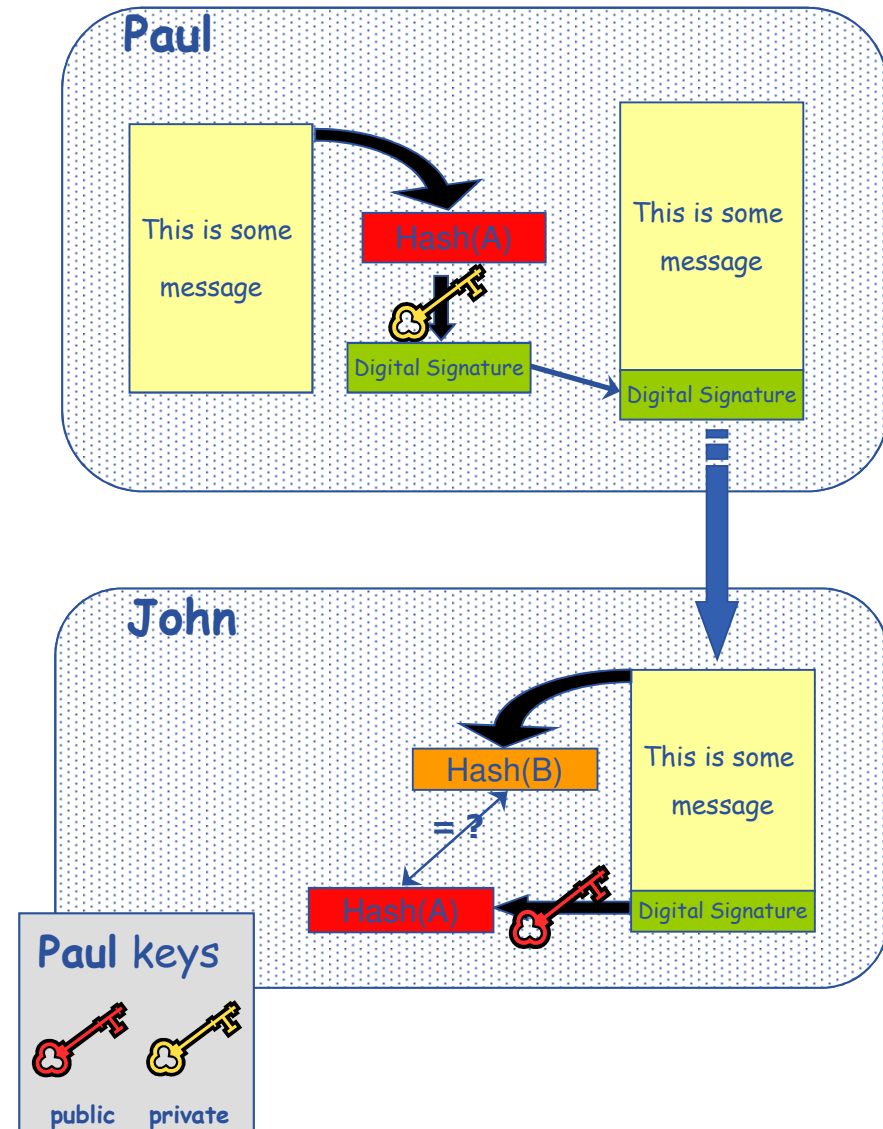 Paul
This is some
message
Hash(A)
Digital Signature
This is some
message
Digital Signature
John
Hash(B)
= ?
Hash(A)
This is some
message
Digital Signature
Paul keys
public private